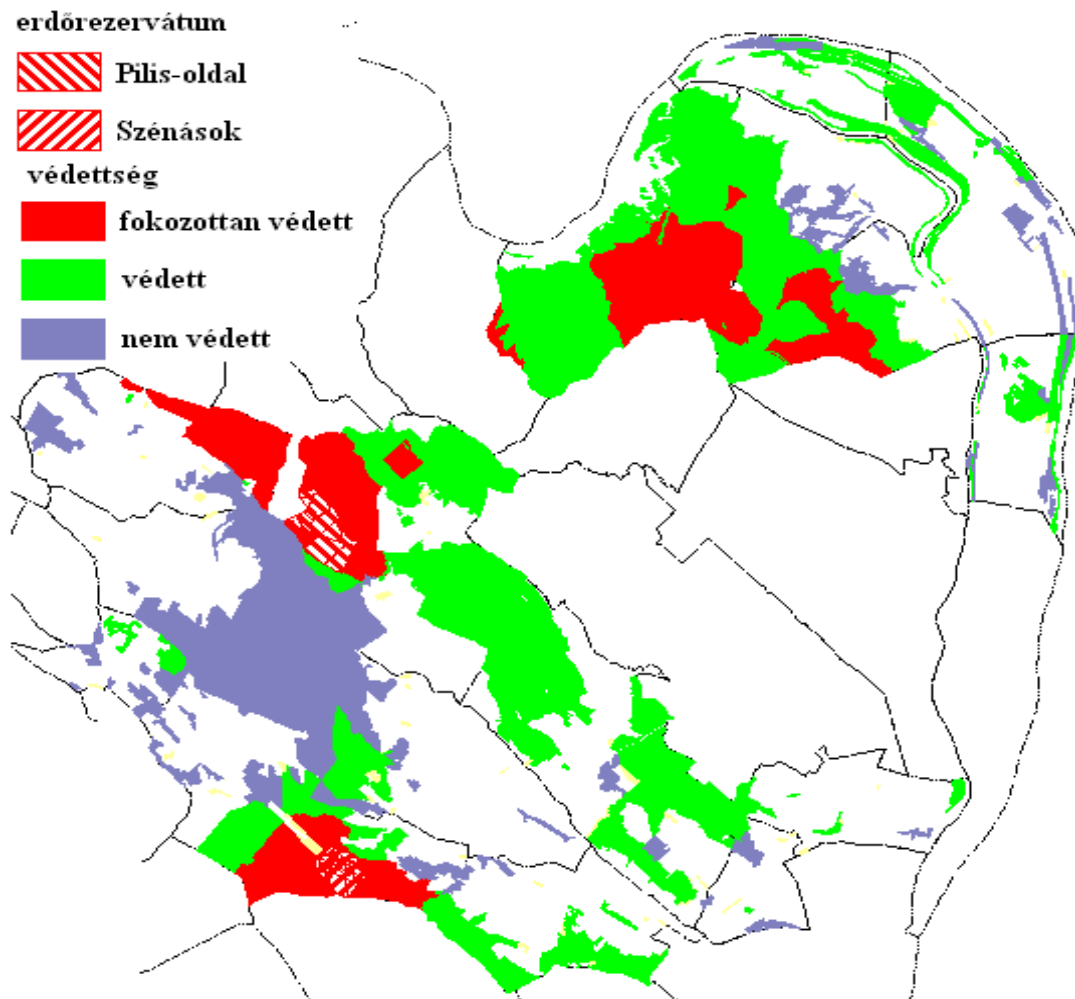 erdőrezervátum
Pilis-oldal
Szénások
védettség
fokozottan védett
védett
nem védett